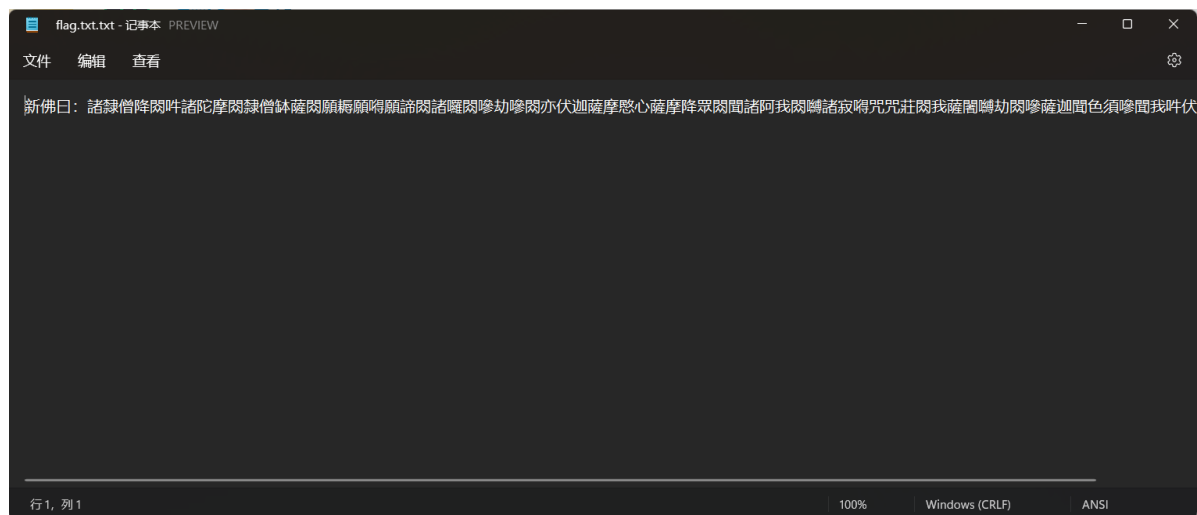 flag.txt.txt - 记事本 PREVIEW
文件 编辑 查看
新佛曰：諸隸僧降閦吽諸陀摩閦隸僧缽薩閦願耨願嘚願諦閦諸囉閦嘇劫嘇閦亦伏迦薩摩愍心薩摩降眾閦聞諸阿我閦嚩諸寂嘚咒咒莊閦我薩闍嚩劫閦嘇薩迦聞色須嘇聞我吽伏
行 1, 列 1 100% Windows (CRLF) ANSI